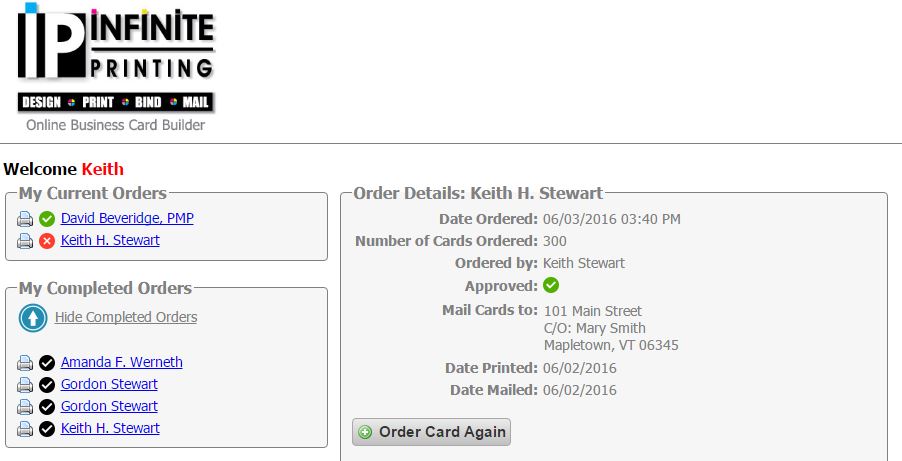 iP INFINITE
PRINTING
DESIGN PRINT BIND MAIL
Online Business Card Builder
Welcome Keith
My Current Orders
David Beveridge, PMP
Keith H. Stewart
My Completed Orders
Hide Completed Orders
Amanda F. Werneth
Gordon Stewart
Gordon Stewart
Keith H. Stewart
Order Details: Keith H. Stewart
Date Ordered: 06/03/2016 03:40 PM
Number of Cards Ordered: 300
Ordered by: Keith Stewart
Approved:
Mail Cards to: 101 Main Street
C/O: Mary Smith
Mapletown, VT 06345
Date Printed: 06/02/2016
Date Mailed: 06/02/2016
Order Card Again